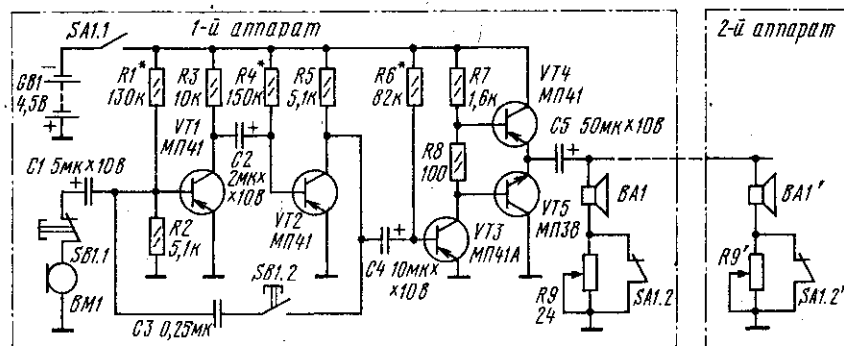 1-й аппарат
2-й аппарат
SA1.1
GB1
4,5В
R1*
130к
R3
10к
R4*
150к
R5
5,1к
R6*
82к
R7
1,6к
VT4
МП41
VT1
МП41
C5 50мк×10В
C1 5мк×10В
C2
2мк×
×10В
R8
100
BA1
BA1'
R2
5,1к
VT2
МП41
VT3
МП41А
VT5
МП38
SB1.1
BM1
SB1.2
C4 10мк×
×10В
C3 0,25мк
R9
24
SA1.2
R9'
SA1.2'